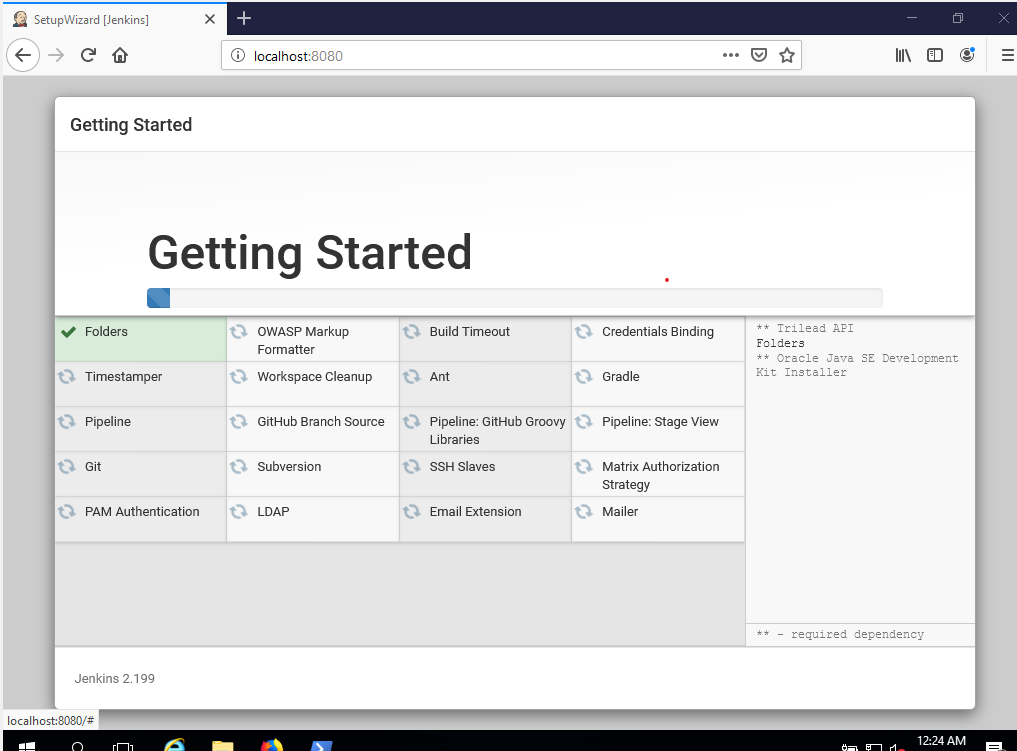 SetupWizard [Jenkins]
localhost:8080
Getting Started
Getting Started
Folders
OWASP Markup
Formatter
Build Timeout
Credentials Binding
Timestamper
Workspace Cleanup
Ant
Gradle
Pipeline
GitHub Branch Source
Pipeline: GitHub Groovy
Libraries
Pipeline: Stage View
Git
Subversion
SSH Slaves
Matrix Authorization
Strategy
PAM Authentication
LDAP
Email Extension
Mailer
** Trilead API
Folders
** Oracle Java SE Development
Kit Installer
** - required dependency
Jenkins 2.199
localhost:8080/#
12:24 AM